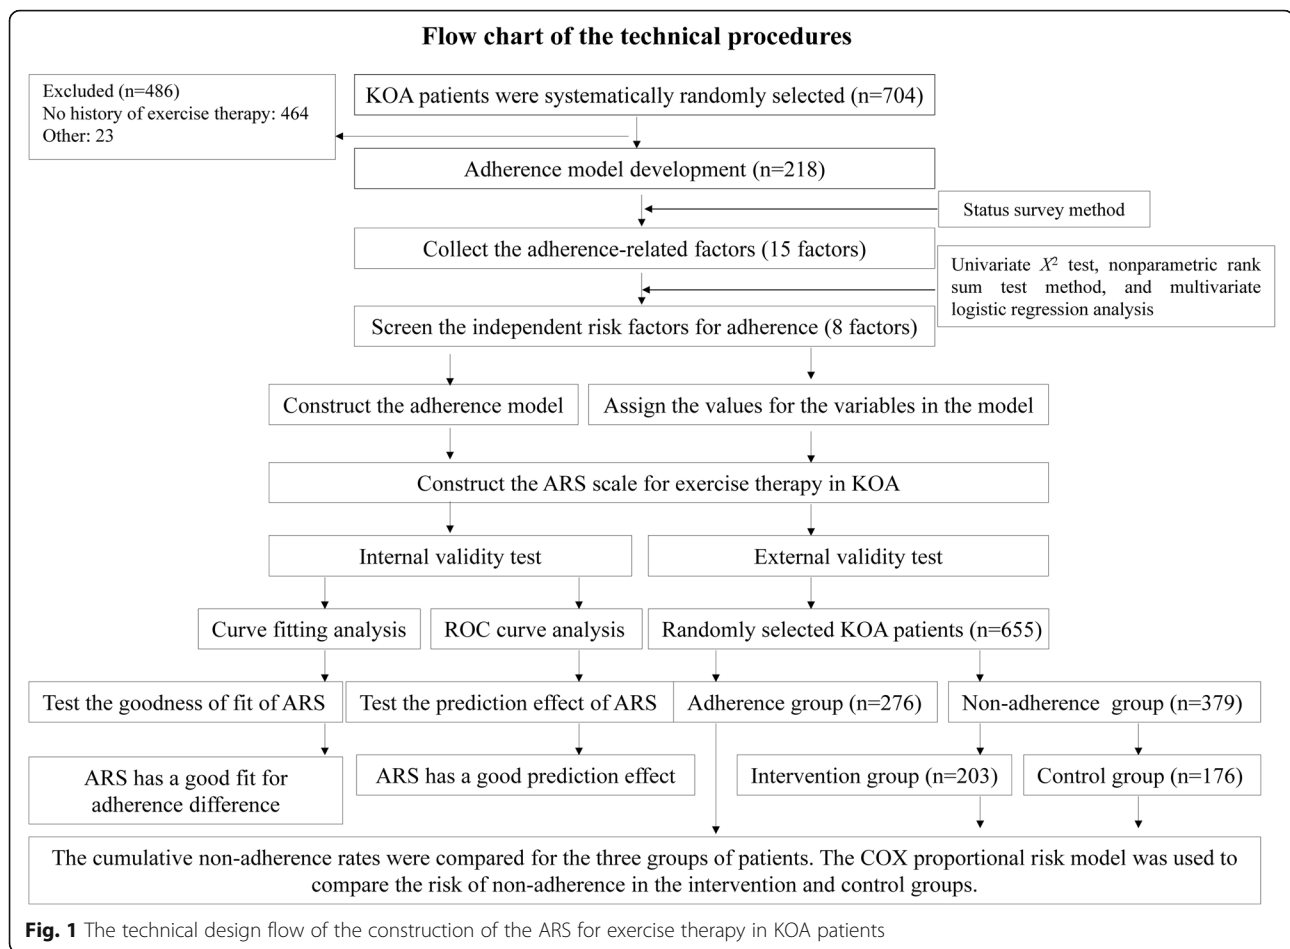 Flow chart of the technical procedures
Excluded (n=486)
No history of exercise therapy: 464
Other: 23
KOA patients were systematically randomly selected (n=704)
Adherence model development (n=218)
Status survey method
Collect the adherence-related factors (15 factors)
Univariate X² test, nonparametric rank
sum test method, and multivariate
logistic regression analysis
Screen the independent risk factors for adherence (8 factors)
Construct the adherence model
Assign the values for the variables in the model
Construct the ARS scale for exercise therapy in KOA
Internal validity test
External validity test
Curve fitting analysis
ROC curve analysis
Randomly selected KOA patients (n=655)
Test the goodness of fit of ARS
Test the prediction effect of ARS
Adherence group (n=276)
Non-adherence group (n=379)
ARS has a good fit for
adherence difference
ARS has a good prediction effect
Intervention group (n=203)
Control group (n=176)
The cumulative non-adherence rates were compared for the three groups of patients. The COX proportional risk model was used to
compare the risk of non-adherence in the intervention and control groups.
Fig. 1 The technical design flow of the construction of the ARS for exercise therapy in KOA patients